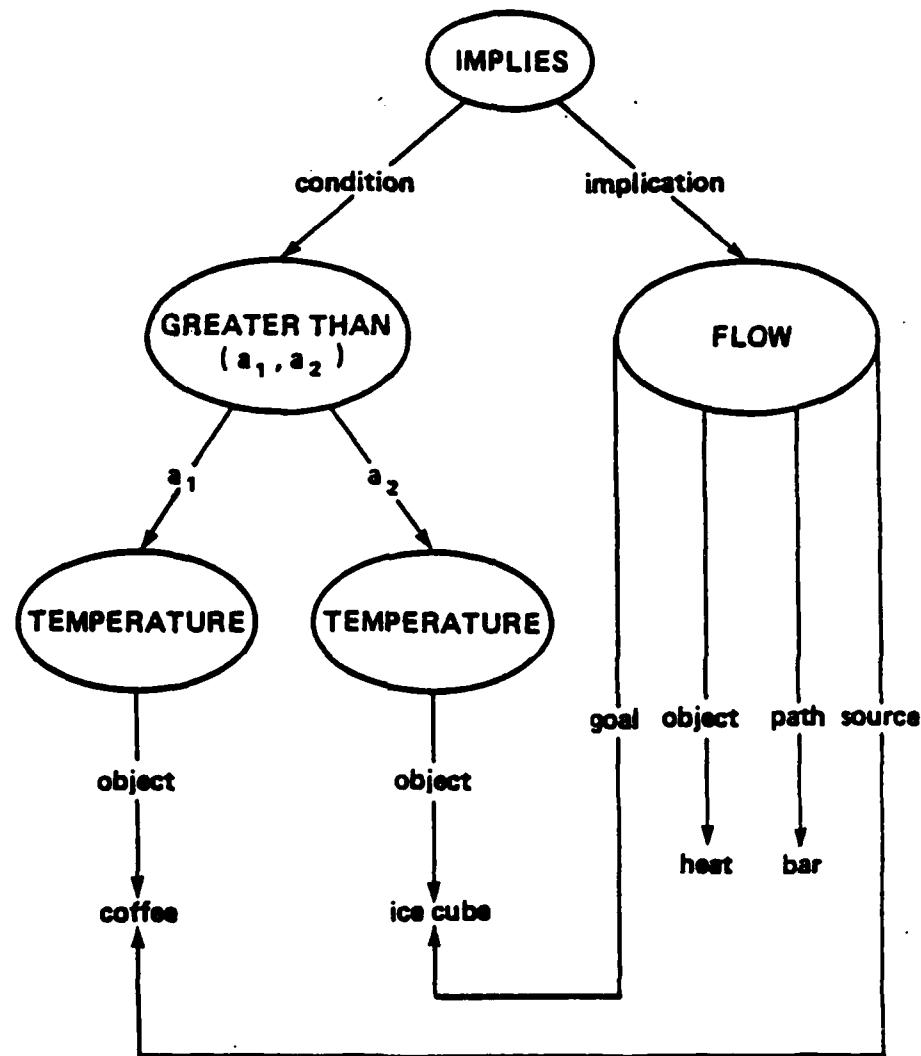 IMPLIES
condition
implication
GREATER THAN
(a₁, a₂)
FLOW
a₁
a₂
TEMPERATURE
TEMPERATURE
goal
object
path
source
object
object
heat
bar
coffee
ice cube